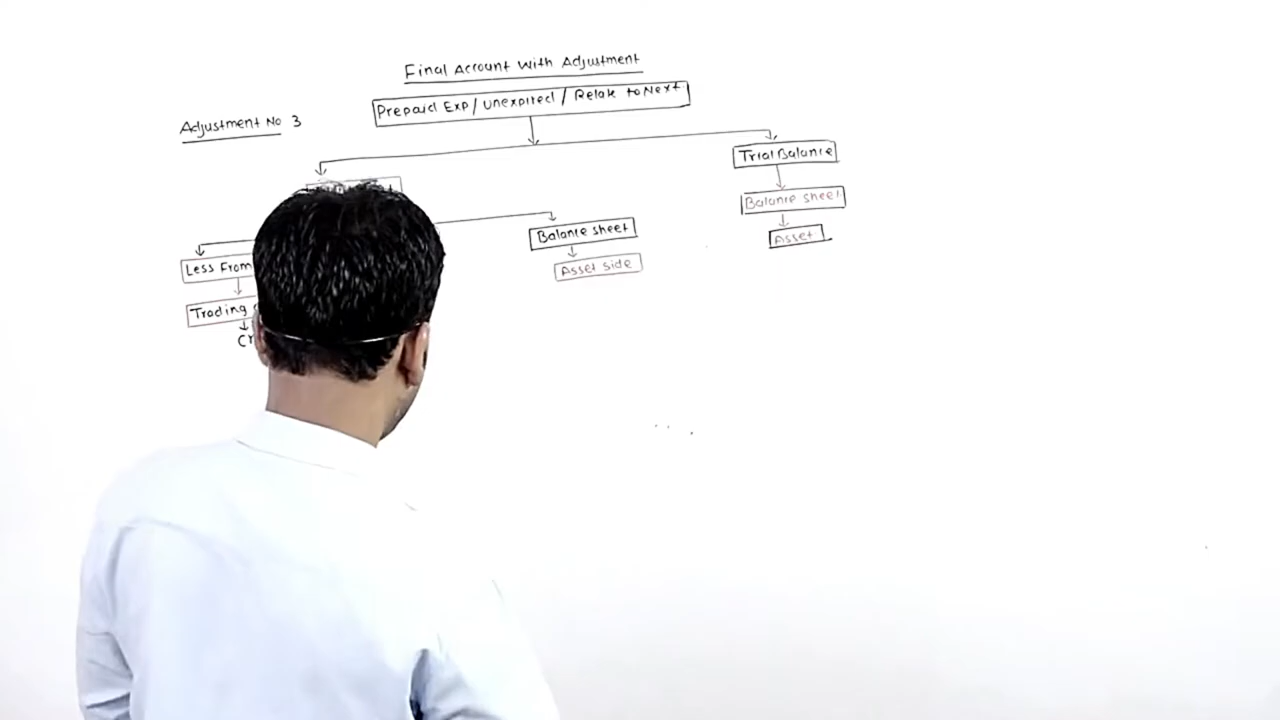 Final Account With Adjustment
Prepaid Exp/Unexpired/Relate to Next
Adjustment No 3
Trial Balance
Balance sheet
Balance sheet
Asset
Less From
Asset side
Trading